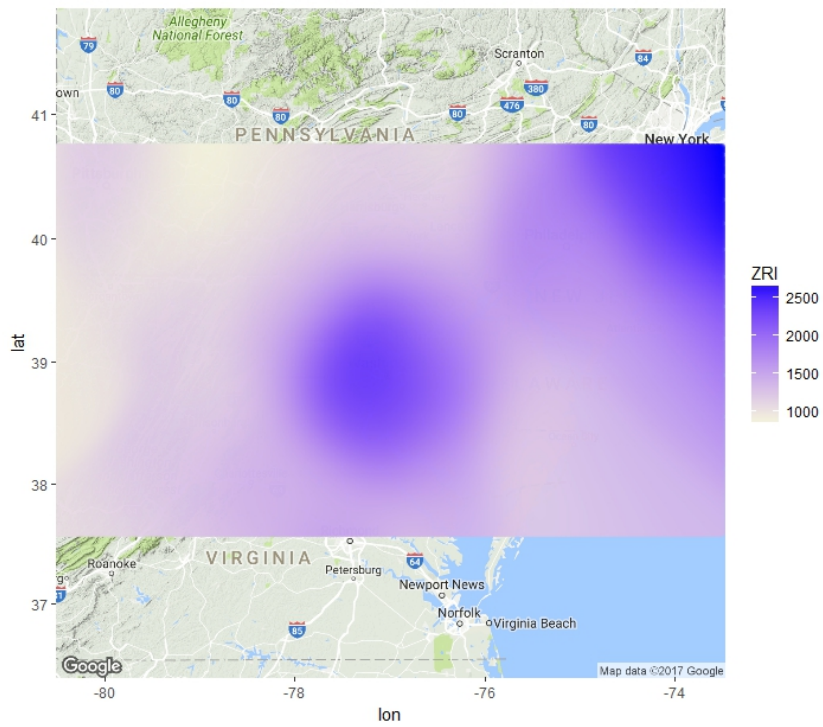 Allegheny
National Forest
79
Scranton
84
80
own
80
80
380
476
80
80
41
PENNSYLVANIA
New York
40
ZRI
2500
2000
1500
1000
lat
39
38
VIRGINIA
Roanoke
Petersburg
64
Newport News
37
Norfolk
Virginia Beach
85
Google
Map data ©2017 Google
-80
-78
-76
-74
lon